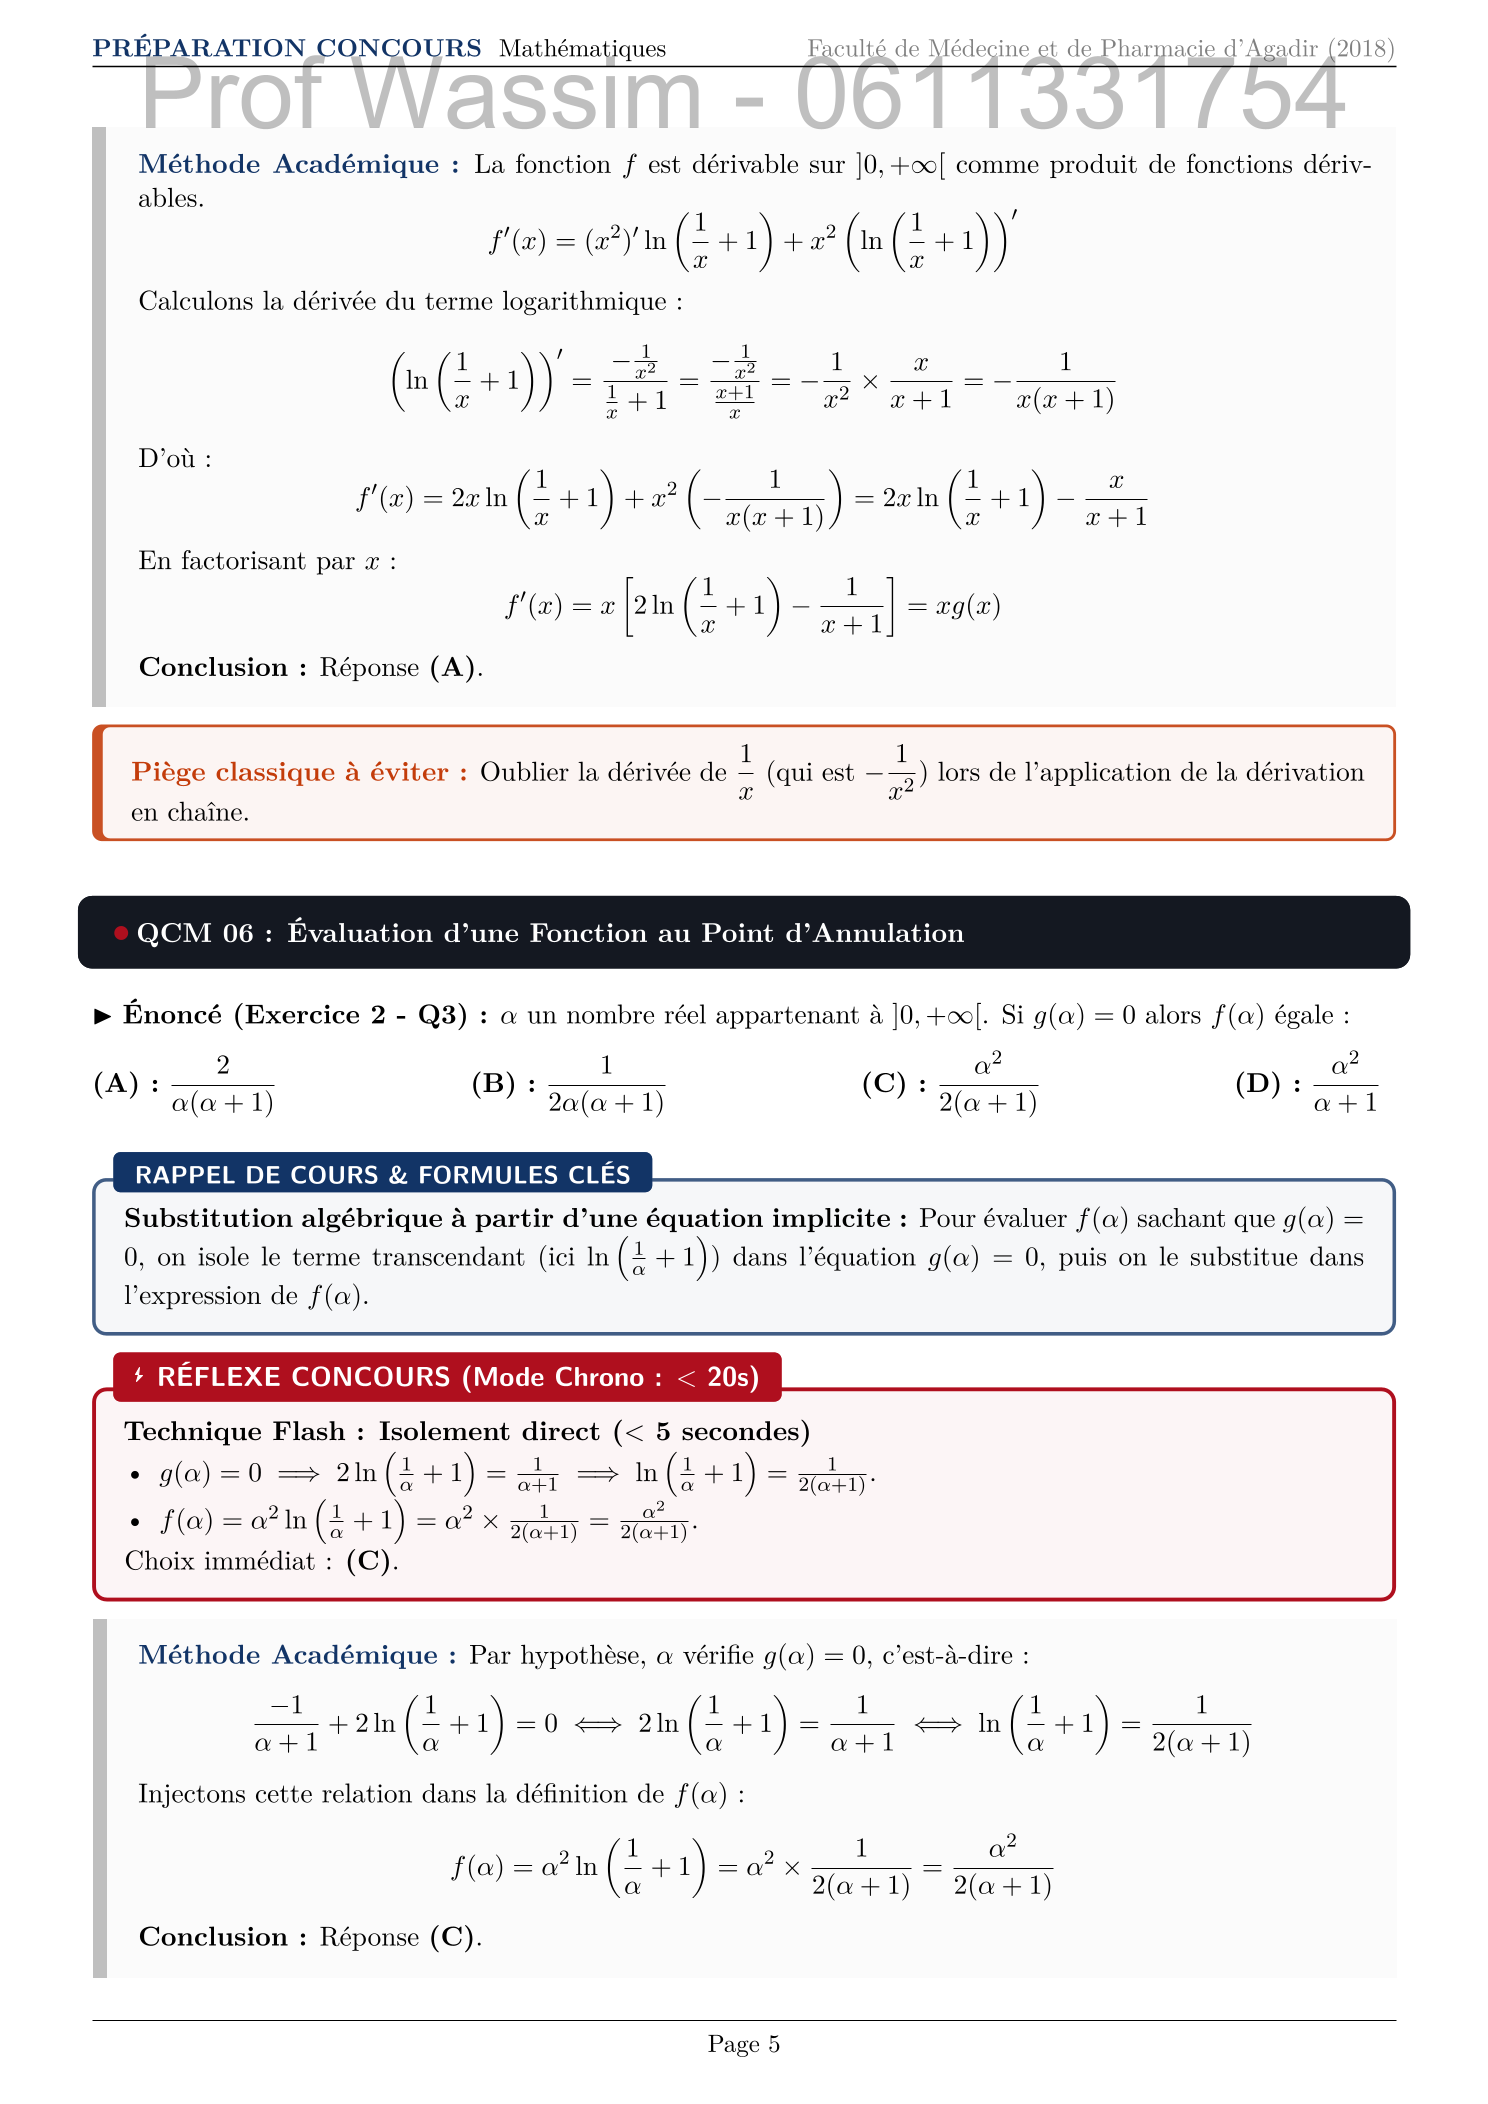 PRÉPARATION CONCOURS Mathématiques Faculté de Médecine et de Pharmacie d'Agadir (2018)
Prof Wassim - 0611331754
Méthode Académique : La fonction f est dérivable sur ]0, +∞[ comme produit de fonctions dériv-
ables.
f′(x) = (x²)′ ln(1/x + 1) + x² (ln(1/x + 1))′
Calculons la dérivée du terme logarithmique :
(ln(1/x + 1))′ = (−1/x²)/(1/x + 1) = (−1/x²)/((x+1)/x) = −1/x² × x/(x + 1) = −1/(x(x + 1))
D'où :
f′(x) = 2x ln(1/x + 1) + x² (−1/(x(x + 1))) = 2x ln(1/x + 1) − x/(x + 1)
En factorisant par x :
f′(x) = x [2 ln(1/x + 1) − 1/(x + 1)] = xg(x)
Conclusion : Réponse (A).
Piège classique à éviter : Oublier la dérivée de 1/x (qui est −1/x²) lors de l'application de la dérivation
en chaîne.
● QCM 06 : Évaluation d'une Fonction au Point d'Annulation
▶ Énoncé (Exercice 2 - Q3) : α un nombre réel appartenant à ]0, +∞[. Si g(α) = 0 alors f(α) égale :
(A) : 2/(α(α + 1)) (B) : 1/(2α(α + 1)) (C) : α²/(2(α + 1)) (D) : α²/(α + 1)
RAPPEL DE COURS & FORMULES CLÉS
Substitution algébrique à partir d'une équation implicite : Pour évaluer f(α) sachant que g(α) =
0, on isole le terme transcendant (ici ln(1/α + 1)) dans l'équation g(α) = 0, puis on le substitue dans
l'expression de f(α).
RÉFLEXE CONCOURS (Mode Chrono : < 20s)
Technique Flash : Isolement direct (< 5 secondes)
• g(α) = 0 ⟹ 2 ln(1/α + 1) = 1/(α+1) ⟹ ln(1/α + 1) = 1/(2(α+1)).
• f(α) = α² ln(1/α + 1) = α² × 1/(2(α+1)) = α²/(2(α+1)).
Choix immédiat : (C).
Méthode Académique : Par hypothèse, α vérifie g(α) = 0, c'est-à-dire :
−1/(α + 1) + 2 ln(1/α + 1) = 0 ⟺ 2 ln(1/α + 1) = 1/(α + 1) ⟺ ln(1/α + 1) = 1/(2(α + 1))
Injectons cette relation dans la définition de f(α) :
f(α) = α² ln(1/α + 1) = α² × 1/(2(α + 1)) = α²/(2(α + 1))
Conclusion : Réponse (C).
Page 5